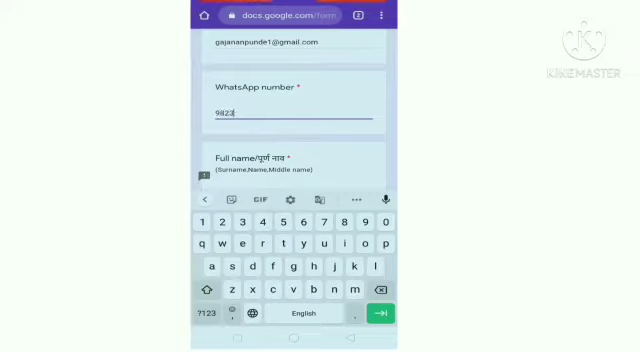 docs.google.com/form
2
gajananpunde1@gmail.com
WhatsApp number *
9823
Full name/पूर्ण नाव *
(Surname,Name,Middle name)
GIF
1 2 3 4 5 6 7 8 9 0
q w e r t y u i o p
a s d f g h j k l
z x c v b n m
?123 , English .
KINEMASTER